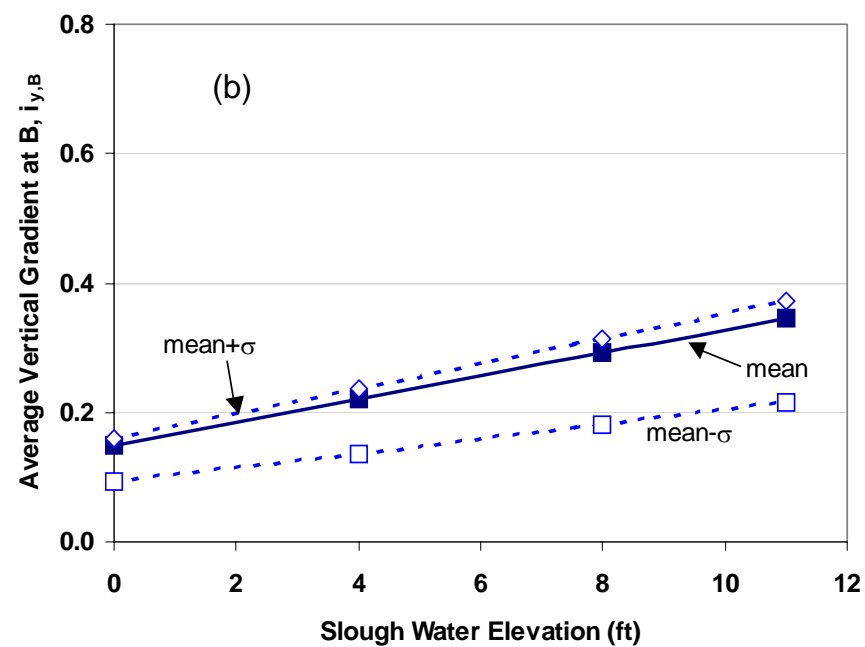 0.8
(b)
0.6
Average Vertical Gradient at B, i y,B
0.4
mean+σ
mean
0.2
mean-σ
0.0
0 2 4 6 8 10 12
Slough Water Elevation (ft)